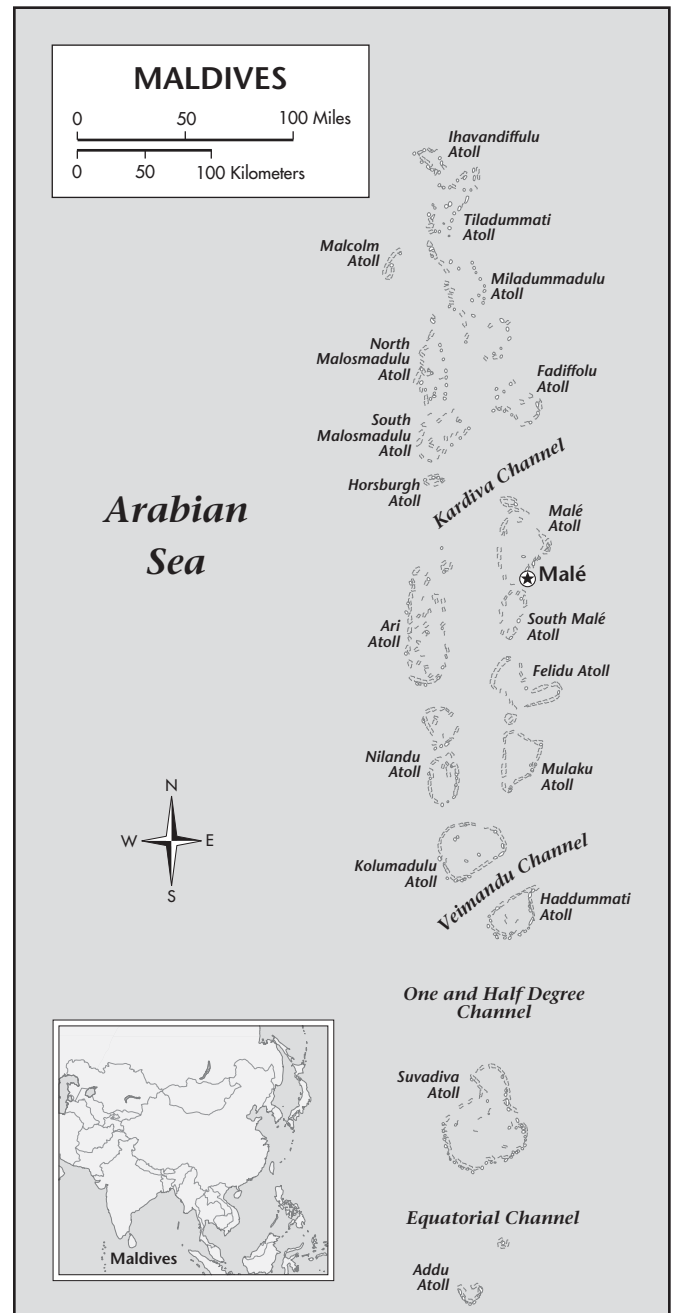 MALDIVES
0 50 100 Miles
0 50 100 Kilometers
Ihavandiffulu
Atoll
Tiladummati
Atoll
Malcolm
Atoll
Miladummadulu
Atoll
North
Malosmadulu
Atoll
Fadiffolu
Atoll
South
Malosmadulu
Atoll
Horsburgh
Atoll
Kardiva Channel
Arabian
Sea
Malé
Atoll
Malé
South Malé
Atoll
Ari
Atoll
Felidu Atoll
Nilandu
Atoll
Mulaku
Atoll
N
W E
S
Kolumadulu
Atoll
Veimandu Channel
Haddummati
Atoll
One and Half Degree
Channel
Suvadiva
Atoll
Equatorial Channel
Addu
Atoll
Maldives